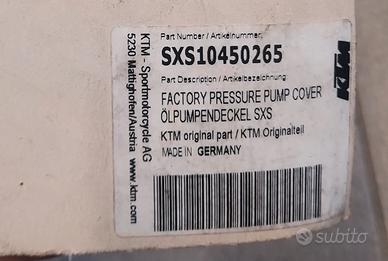 Part Number / Artikelnummer,
SXS10450265
Part Description / Artikelbezeichnung:
FACTORY PRESSURE PUMP COVER
ÖLPUMPENDECKEL SXS
KTM original part / KTM Originalteil
MADE IN GERMANY
KTM - Sportmotorcycle AG
5230 Mattighofen/Austria
www.ktm.com
KTM
subito